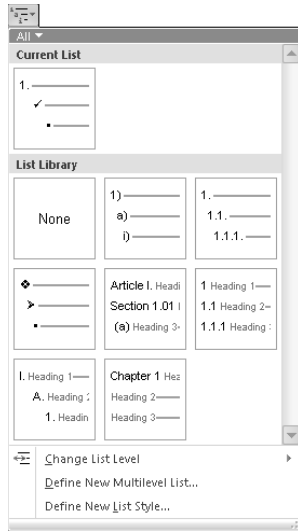 All
Current List
1.
List Library
None
1)
a)
i)
1.
1.1.
1.1.1.
Article I. Headi
Section 1.01
(a) Heading 3-
1 Heading 1
1.1 Heading 2-
1.1.1 Heading
I. Heading 1
A. Heading
1. Headin
Chapter 1 Hea
Heading 2
Heading 3
Change List Level
Define New Multilevel List...
Define New List Style...